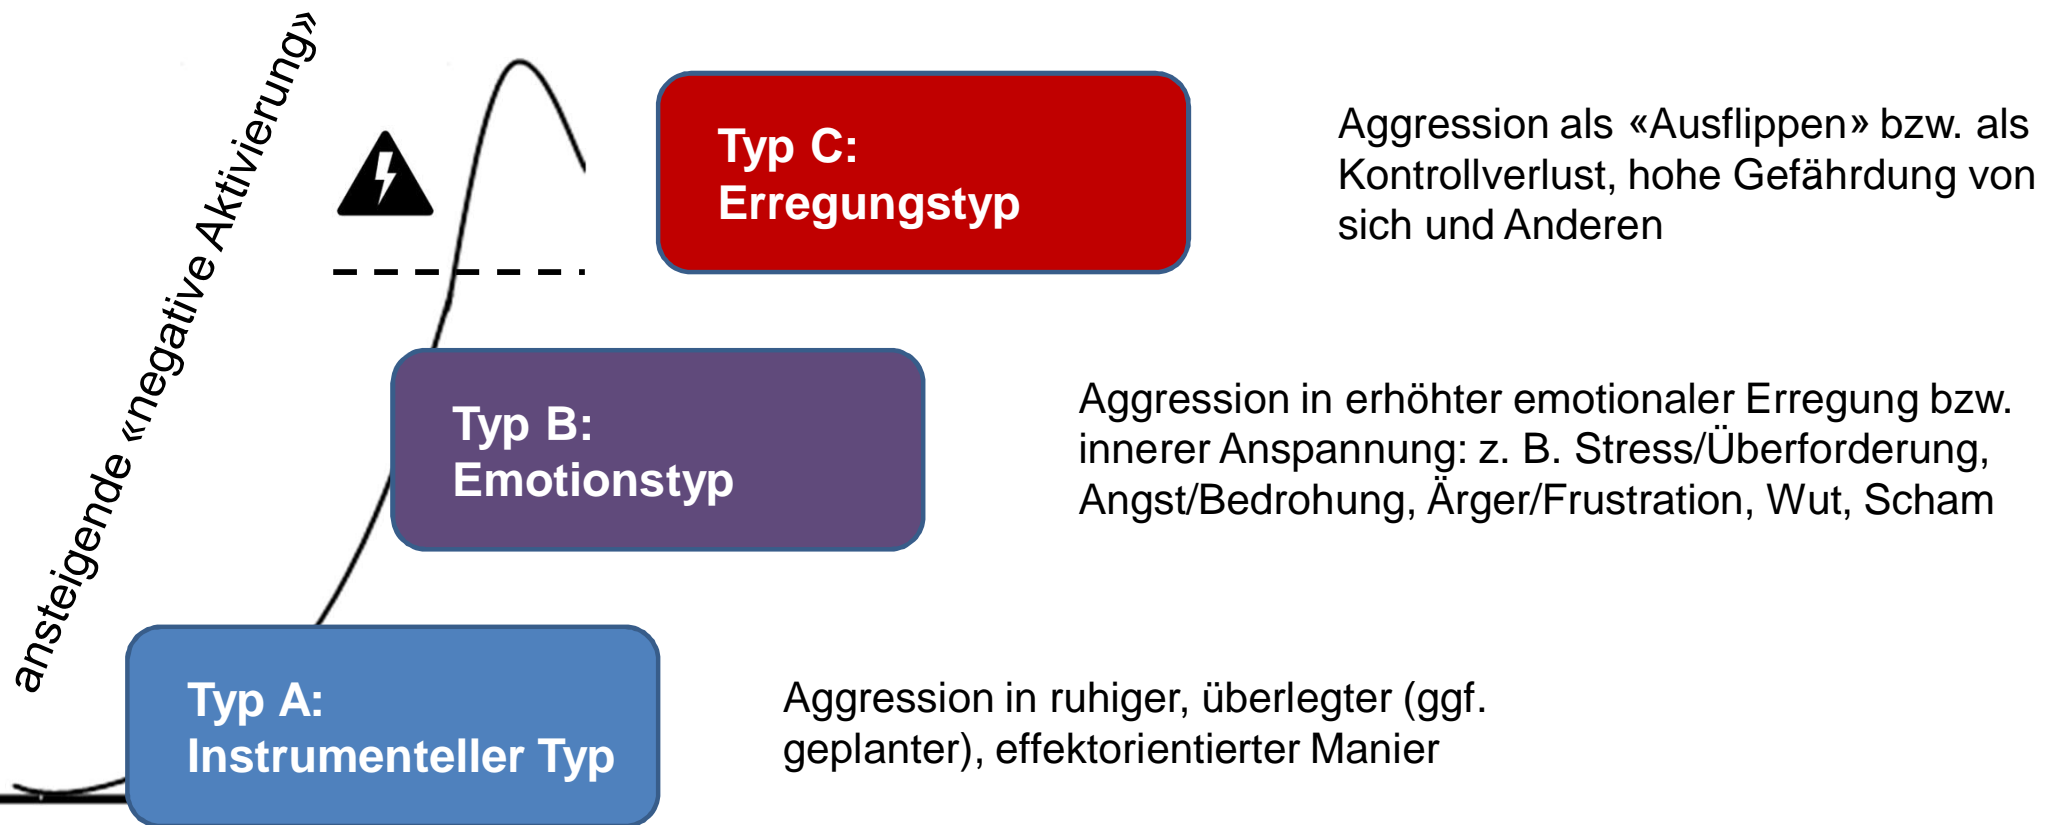 ansteigende «negative Aktivierung»
Typ C:
Erregungstyp
Aggression als «Ausflippen» bzw. als
Kontrollverlust, hohe Gefährdung von
sich und Anderen
Typ B:
Emotionstyp
Aggression in erhöhter emotionaler Erregung bzw.
innerer Anspannung: z. B. Stress/Überforderung,
Angst/Bedrohung, Ärger/Frustration, Wut, Scham
Typ A:
Instrumenteller Typ
Aggression in ruhiger, überlegter (ggf.
geplanter), effektorientierter Manier